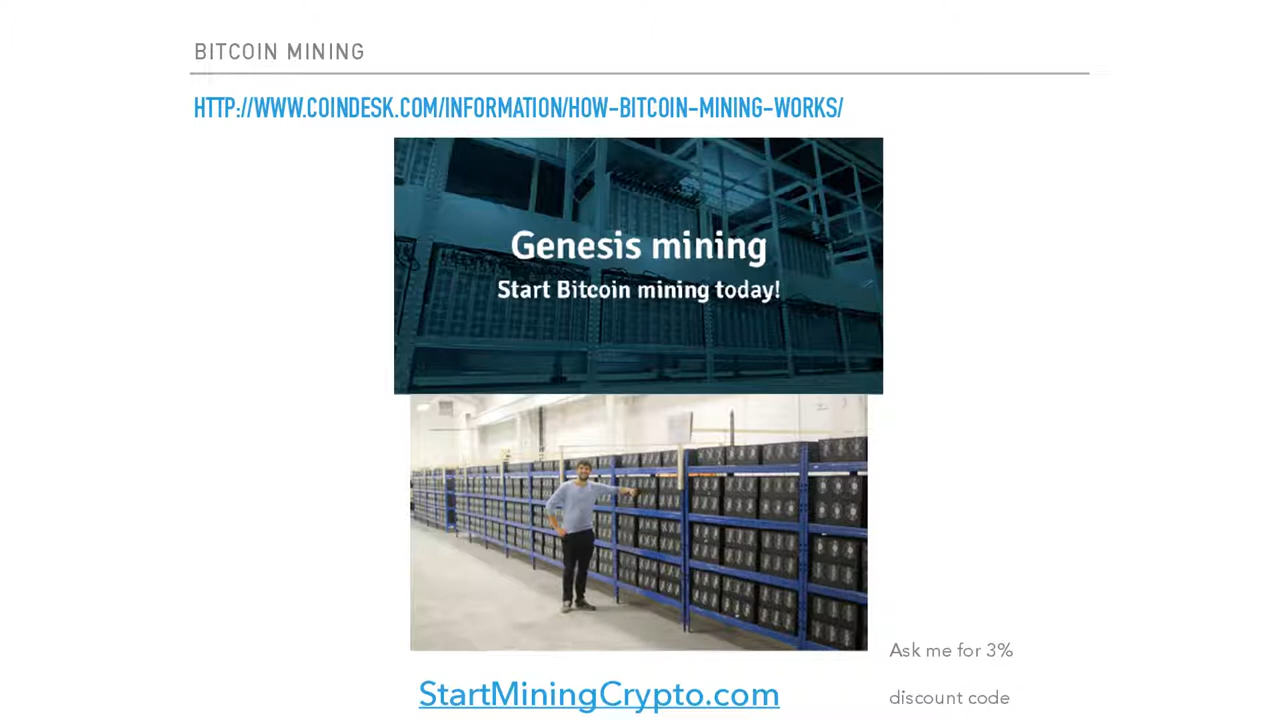 BITCOIN MINING
HTTP://WWW.COINDESK.COM/INFORMATION/HOW-BITCOIN-MINING-WORKS/
Genesis mining
Start Bitcoin mining today!
Ask me for 3%
StartMiningCrypto.com
discount code